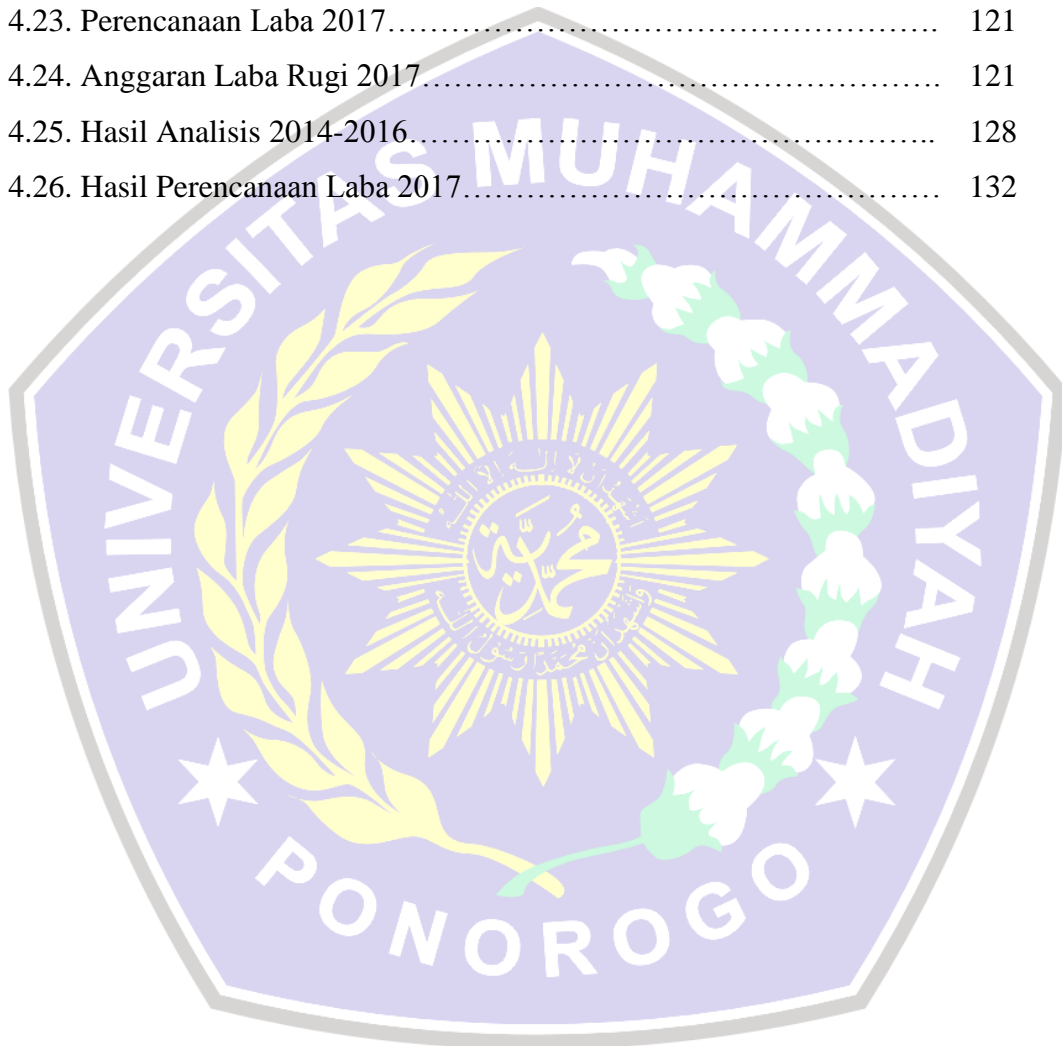 4.23. Perencanaan Laba 2017……………………………………………………. 121
4.24. Anggaran Laba Rugi 2017…………………………………………………. 121
4.25. Hasil Analisis 2014-2016………………………………………………….. 128
4.26. Hasil Perencanaan Laba 2017……………………………………………… 132
UNIVERSITAS MUHAMMADIYAH
محمدية
PONOROGO